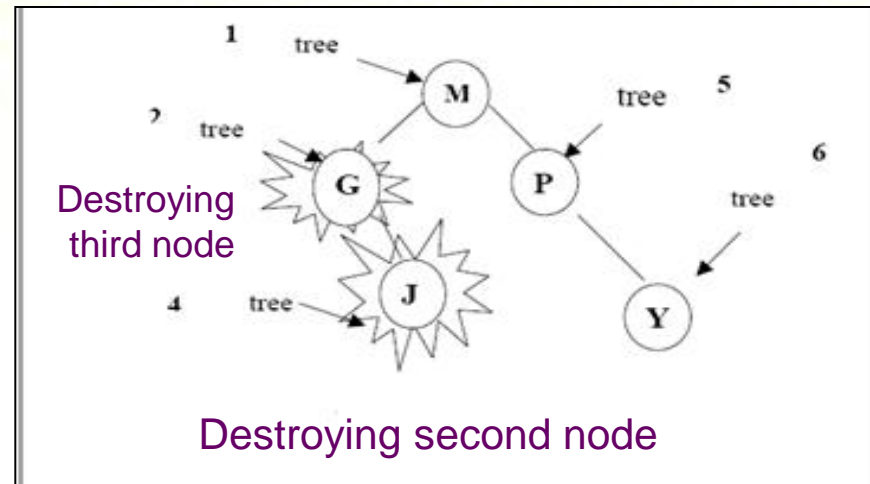 1 tree
M
tree 5
2 tree
6
G
P
Destroying
third node
tree
J
4 tree
Y
Destroying second node